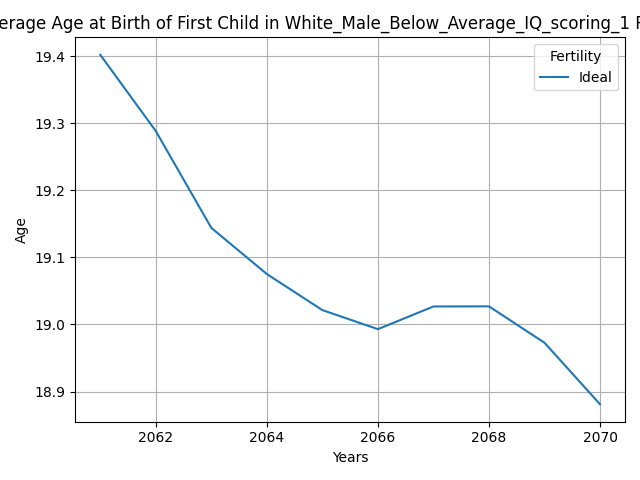 erage Age at Birth of First Child in White_Male_Below_Average_IQ_scoring_1
Fertility
Ideal
19.4
19.3
19.2
19.1
19.0
18.9
Age
2062 2064 2066 2068 2070
Years